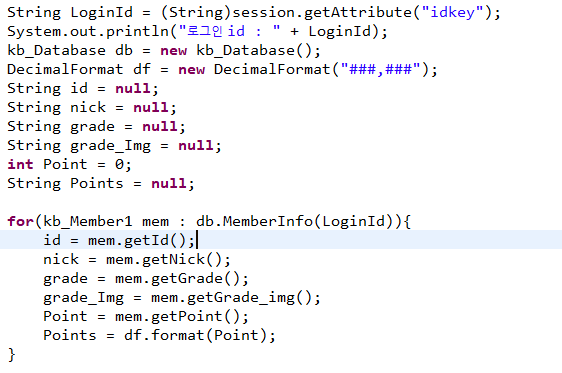 String LoginId = (String)session.getAttribute("idkey");
System.out.println("로그인 id : " + LoginId);
kb_Database db = new kb_Database();
DecimalFormat df = new DecimalFormat("###,###");
String id = null;
String nick = null;
String grade = null;
String grade_Img = null;
int Point = 0;
String Points = null;
for(kb_Member1 mem : db.MemberInfo(LoginId)){
    id = mem.getId();
    nick = mem.getNick();
    grade = mem.getGrade();
    grade_Img = mem.getGrade_img();
    Point = mem.getPoint();
    Points = df.format(Point);
}